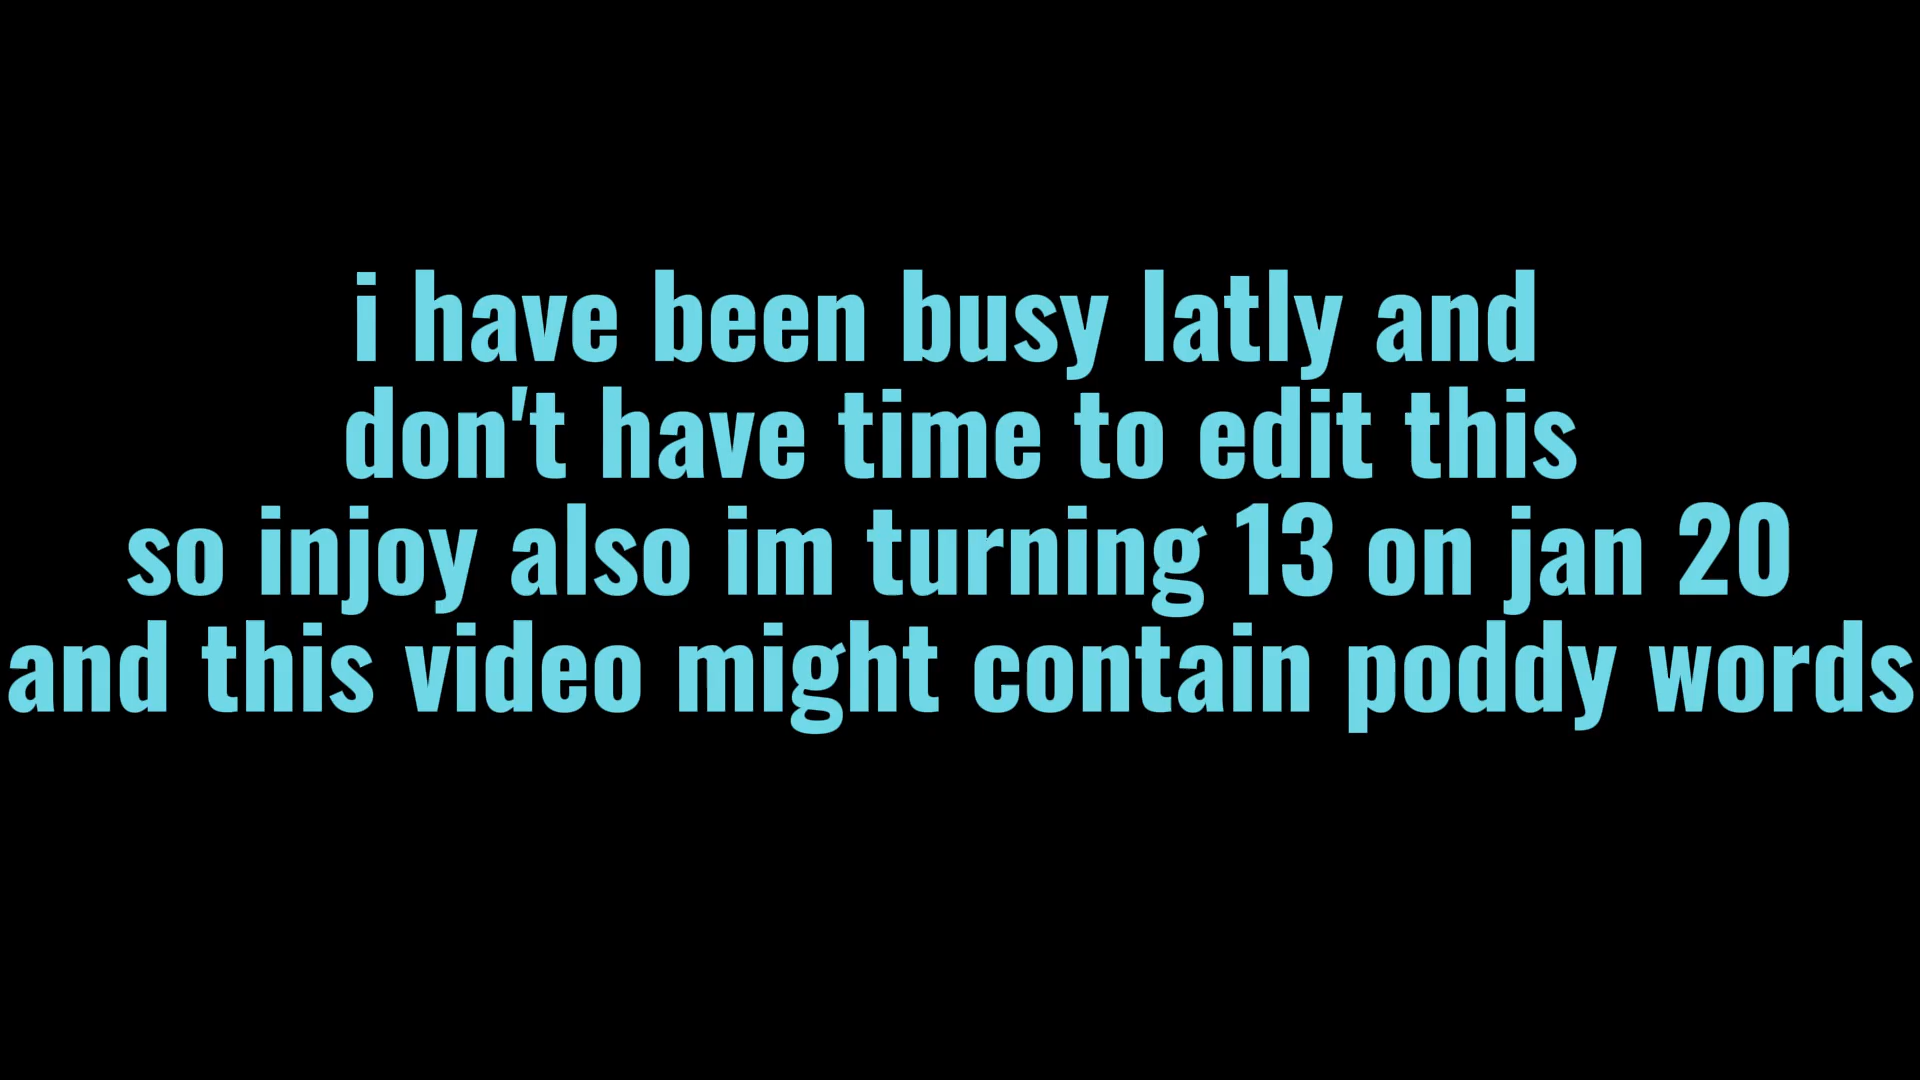 i have been busy latly and
don't have time to edit this
so injoy also im turning 13 on jan 20
and this video might contain poddy words